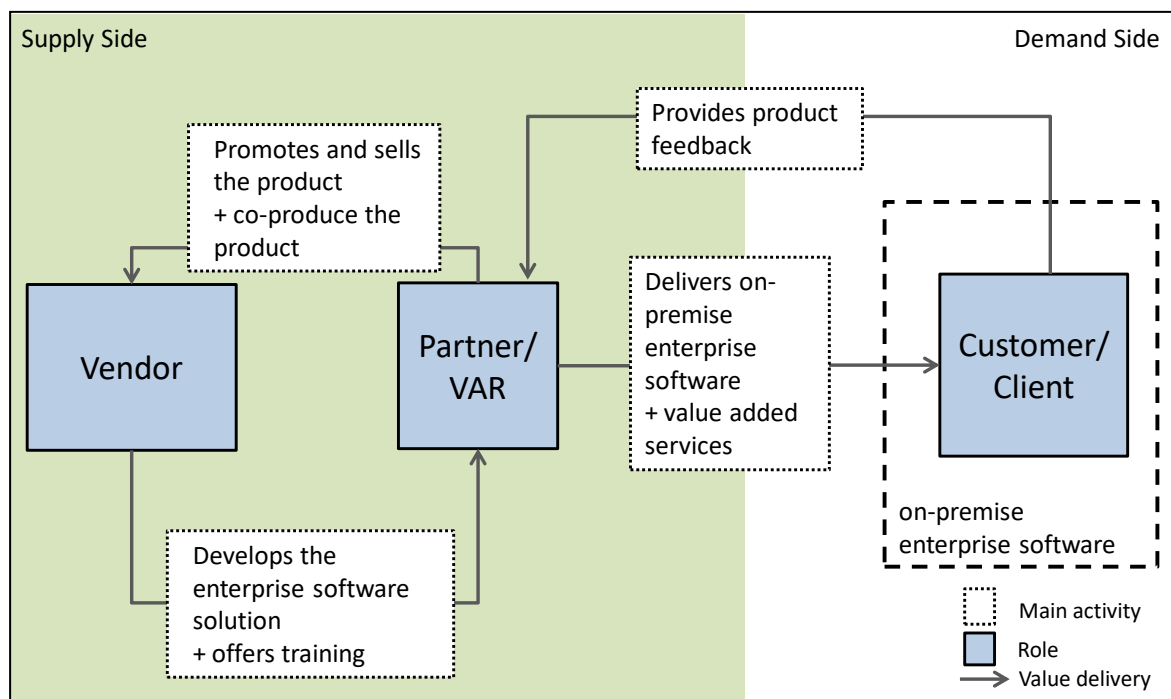 Supply Side
Demand Side
Provides product
feedback
Promotes and sells
the product
+ co-produce the
product
Vendor
Partner/
VAR
Delivers on-
premise
enterprise
software
+ value added
services
Customer/
Client
on-premise
enterprise software
Develops the
enterprise software
solution
+ offers training
Main activity
Role
Value delivery